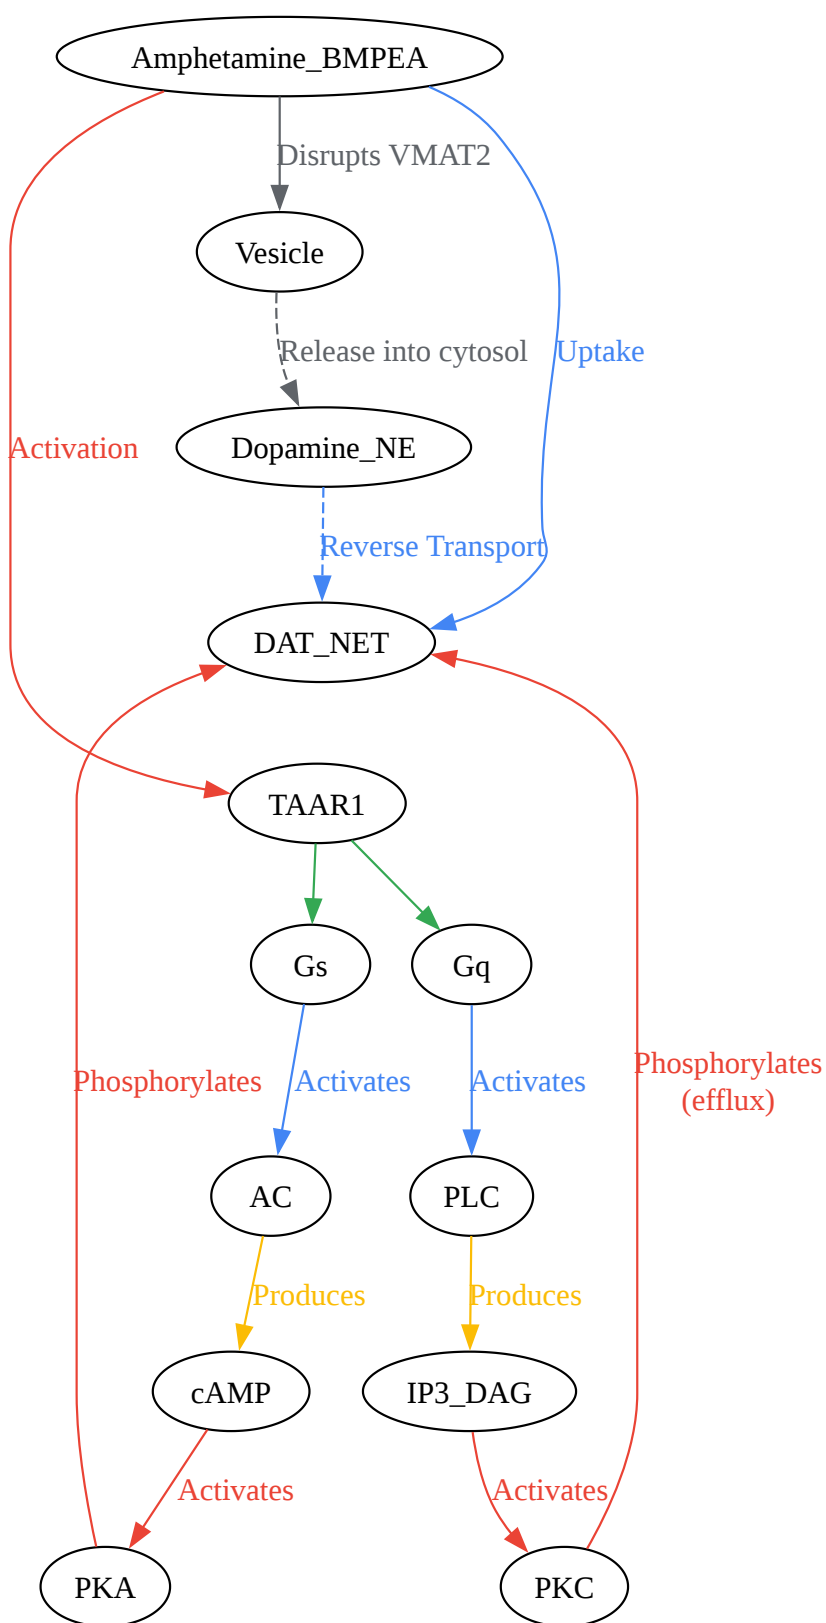 Amphetamine_BMPEA
Disrupts VMAT2
Vesicle
Release into cytosol
Uptake
Dopamine_NE
Activation
Reverse Transport
DAT_NET
TAAR1
Gs
Gq
Phosphorylates
Activates
Activates
Phosphorylates
(efflux)
AC
PLC
Produces
Produces
cAMP
IP3_DAG
Activates
Activates
PKA
PKC